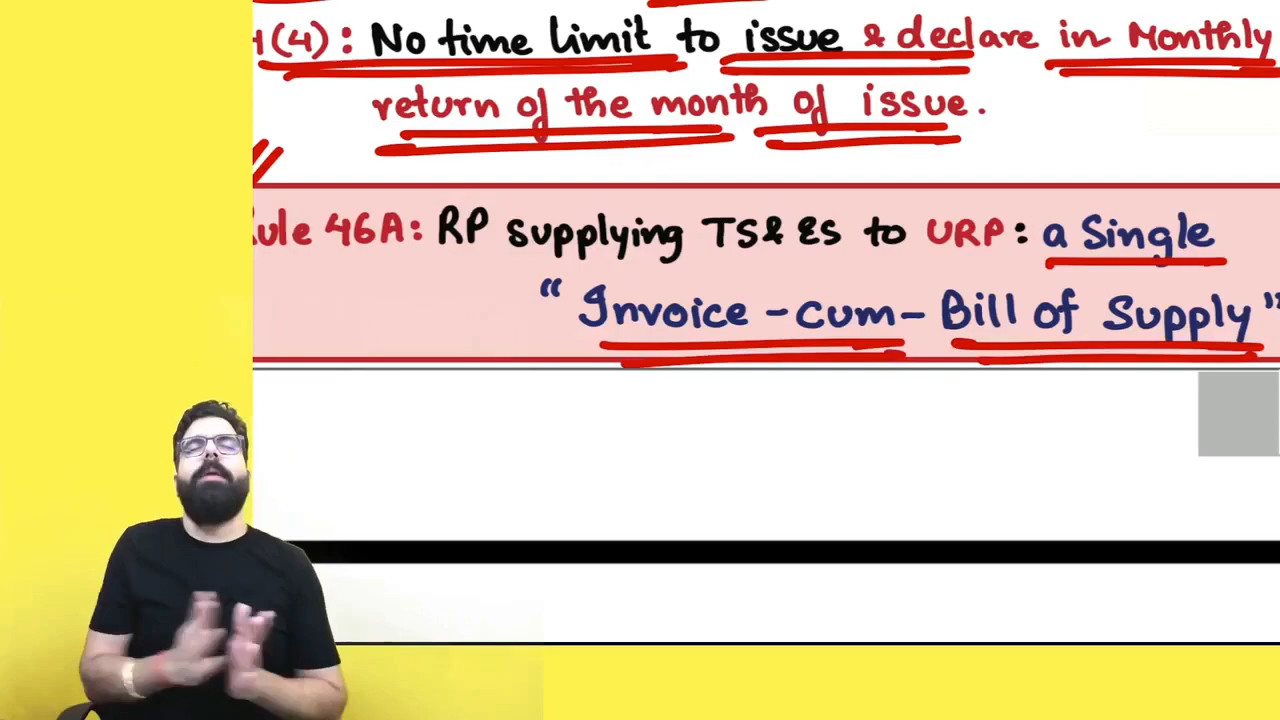 (4): No time limit to issue & declare in Monthly
return of the month of issue.
Rule 46A: RP supplying TS & ES to URP: a Single
"Invoice-Cum-Bill of Supply"